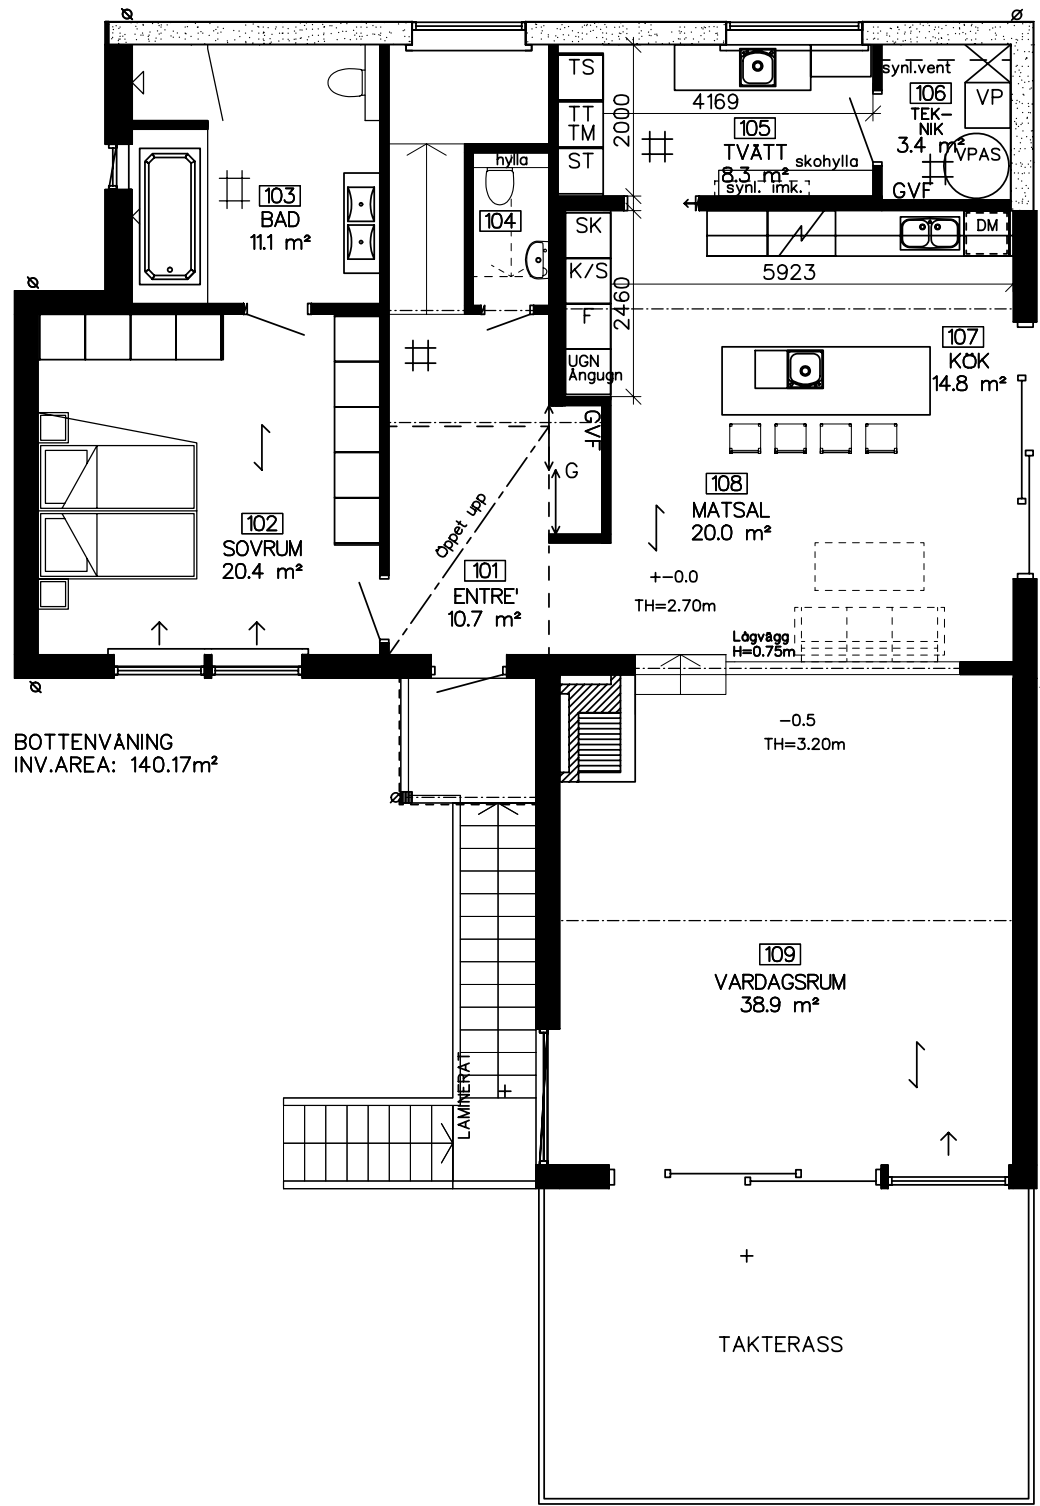 TS
TT
TM
ST
4169
2000
105
TVÄTT
8.3 m²
skohylla
synl. imk.
synl.vent
106
TEK-
NIK
3.4 m²
VP
VPAS
GVF
103
BAD
11.1 m²
hylla
104
SK
K/S
F
UGN
Ångugn
2460
5923
DM
107
KÖK
14.8 m²
GVF
G
108
MATSAL
20.0 m²
+-0.0
TH=2.70m
Lågvägg
H=0.75m
102
SOVRUM
20.4 m²
Öppet upp
101
ENTRE'
10.7 m²
BOTTENVÅNING
INV.AREA: 140.17m²
-0.5
TH=3.20m
109
VARDAGSRUM
38.9 m²
LAMINERAT
TAKTERASS